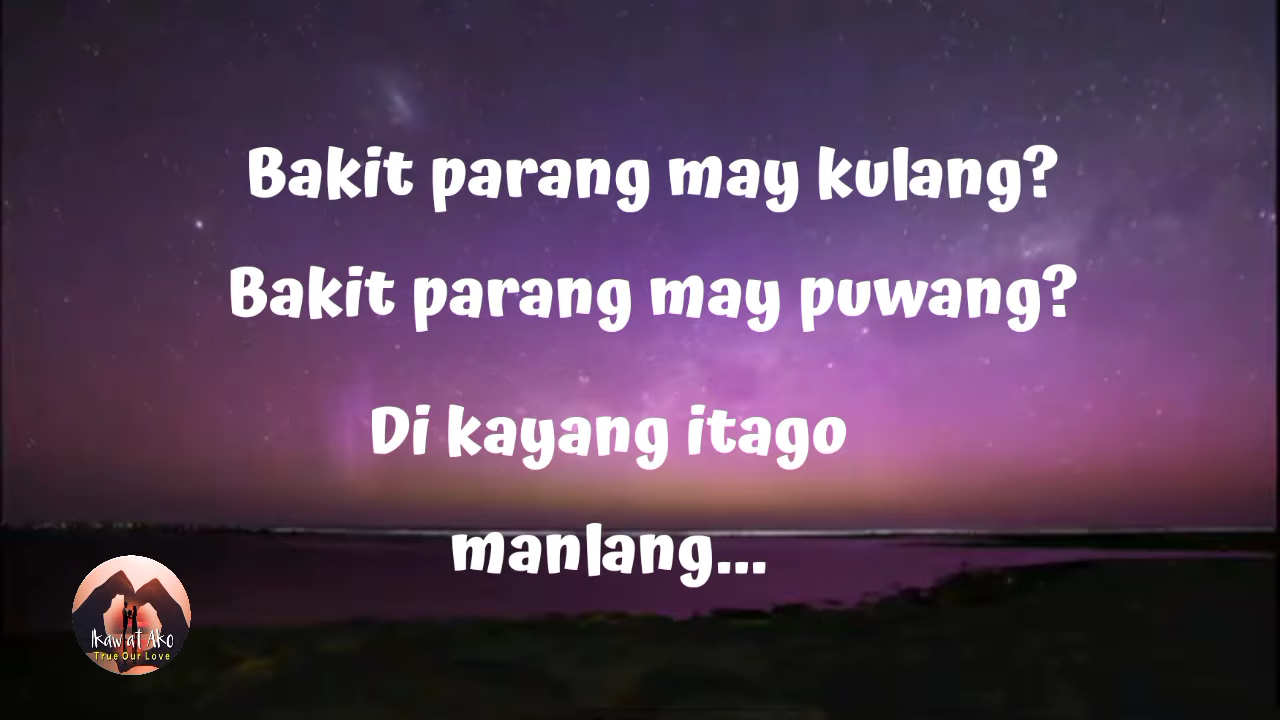 Bakit parang may kulang?
Bakit parang may puwang?
Di kayang itago
manlang...
Ikaw at Ako
True Our Love